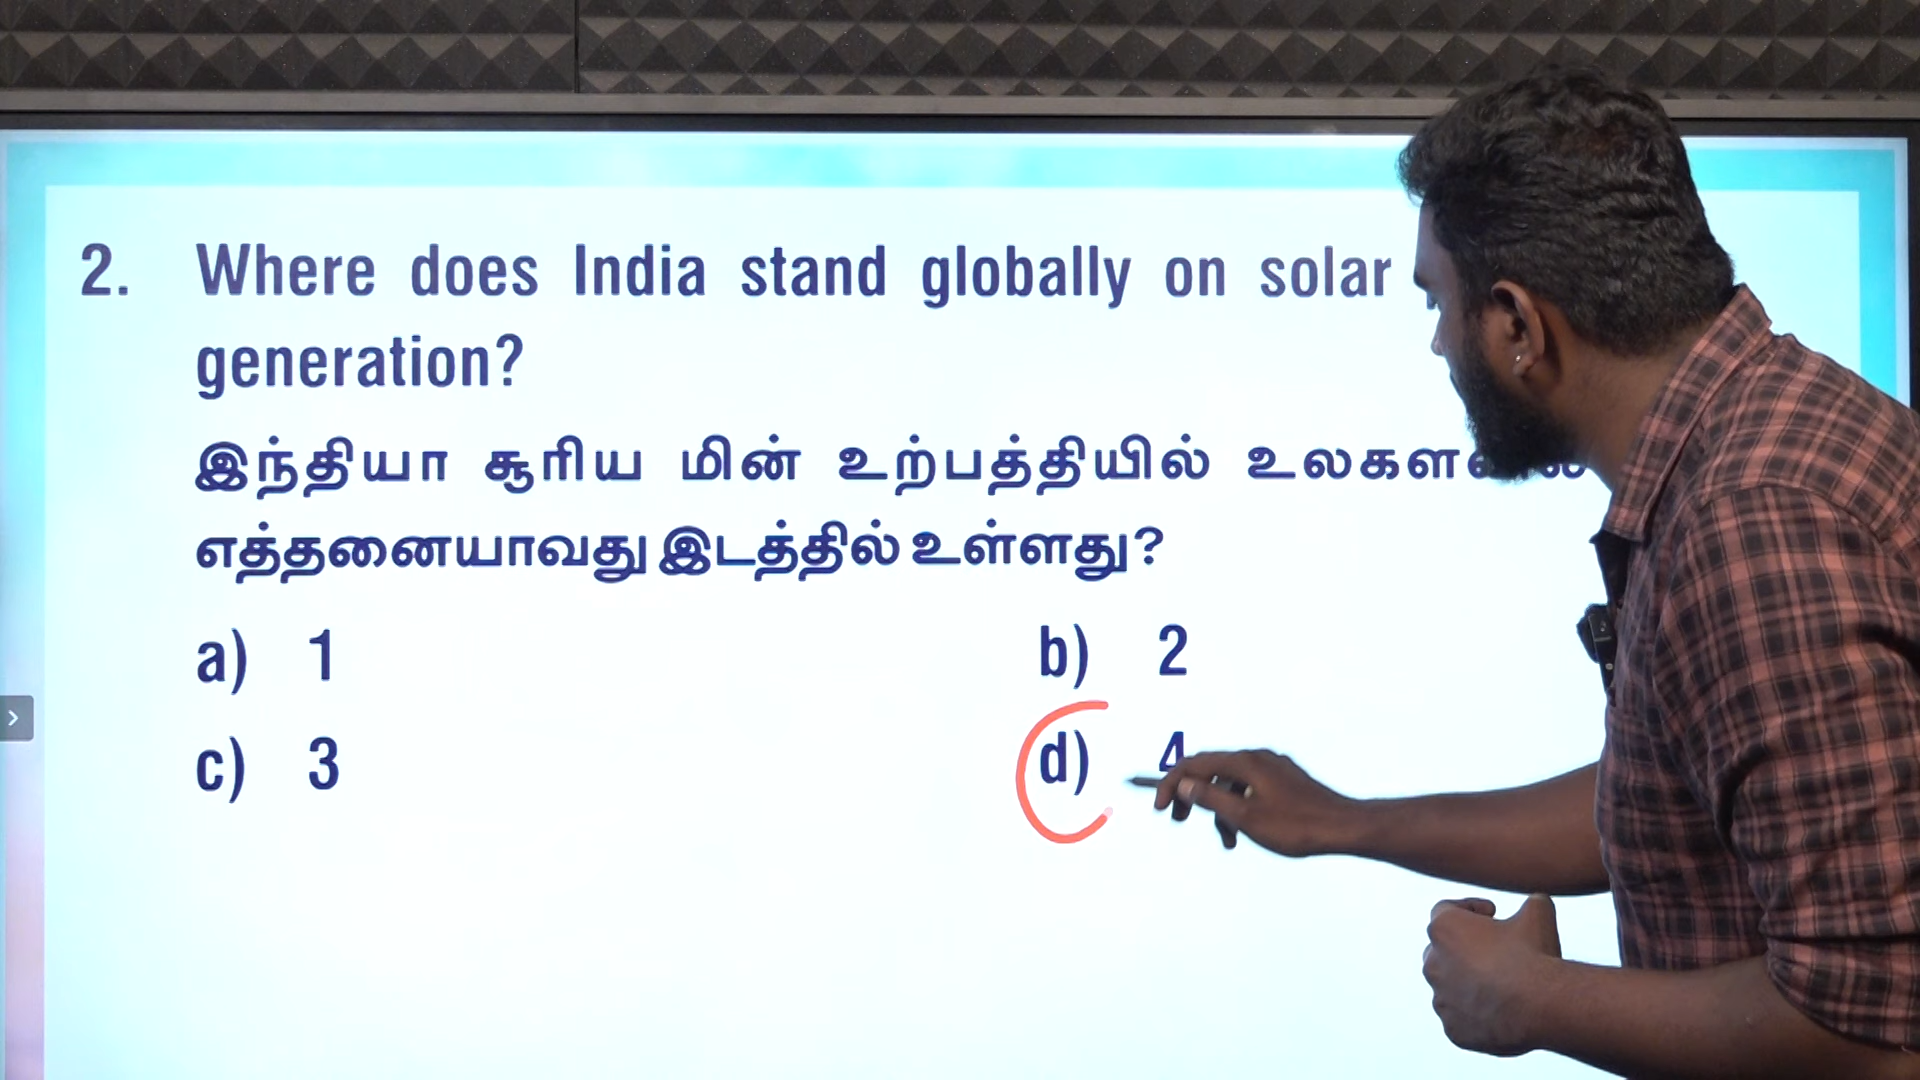 2. Where does India stand globally on solar
generation?
இந்தியா சூரிய மின் உற்பத்தியில்
எத்தனையாவது இடத்தில் உள்ளது?
a) 1 b) 2
c) 3 d) 4